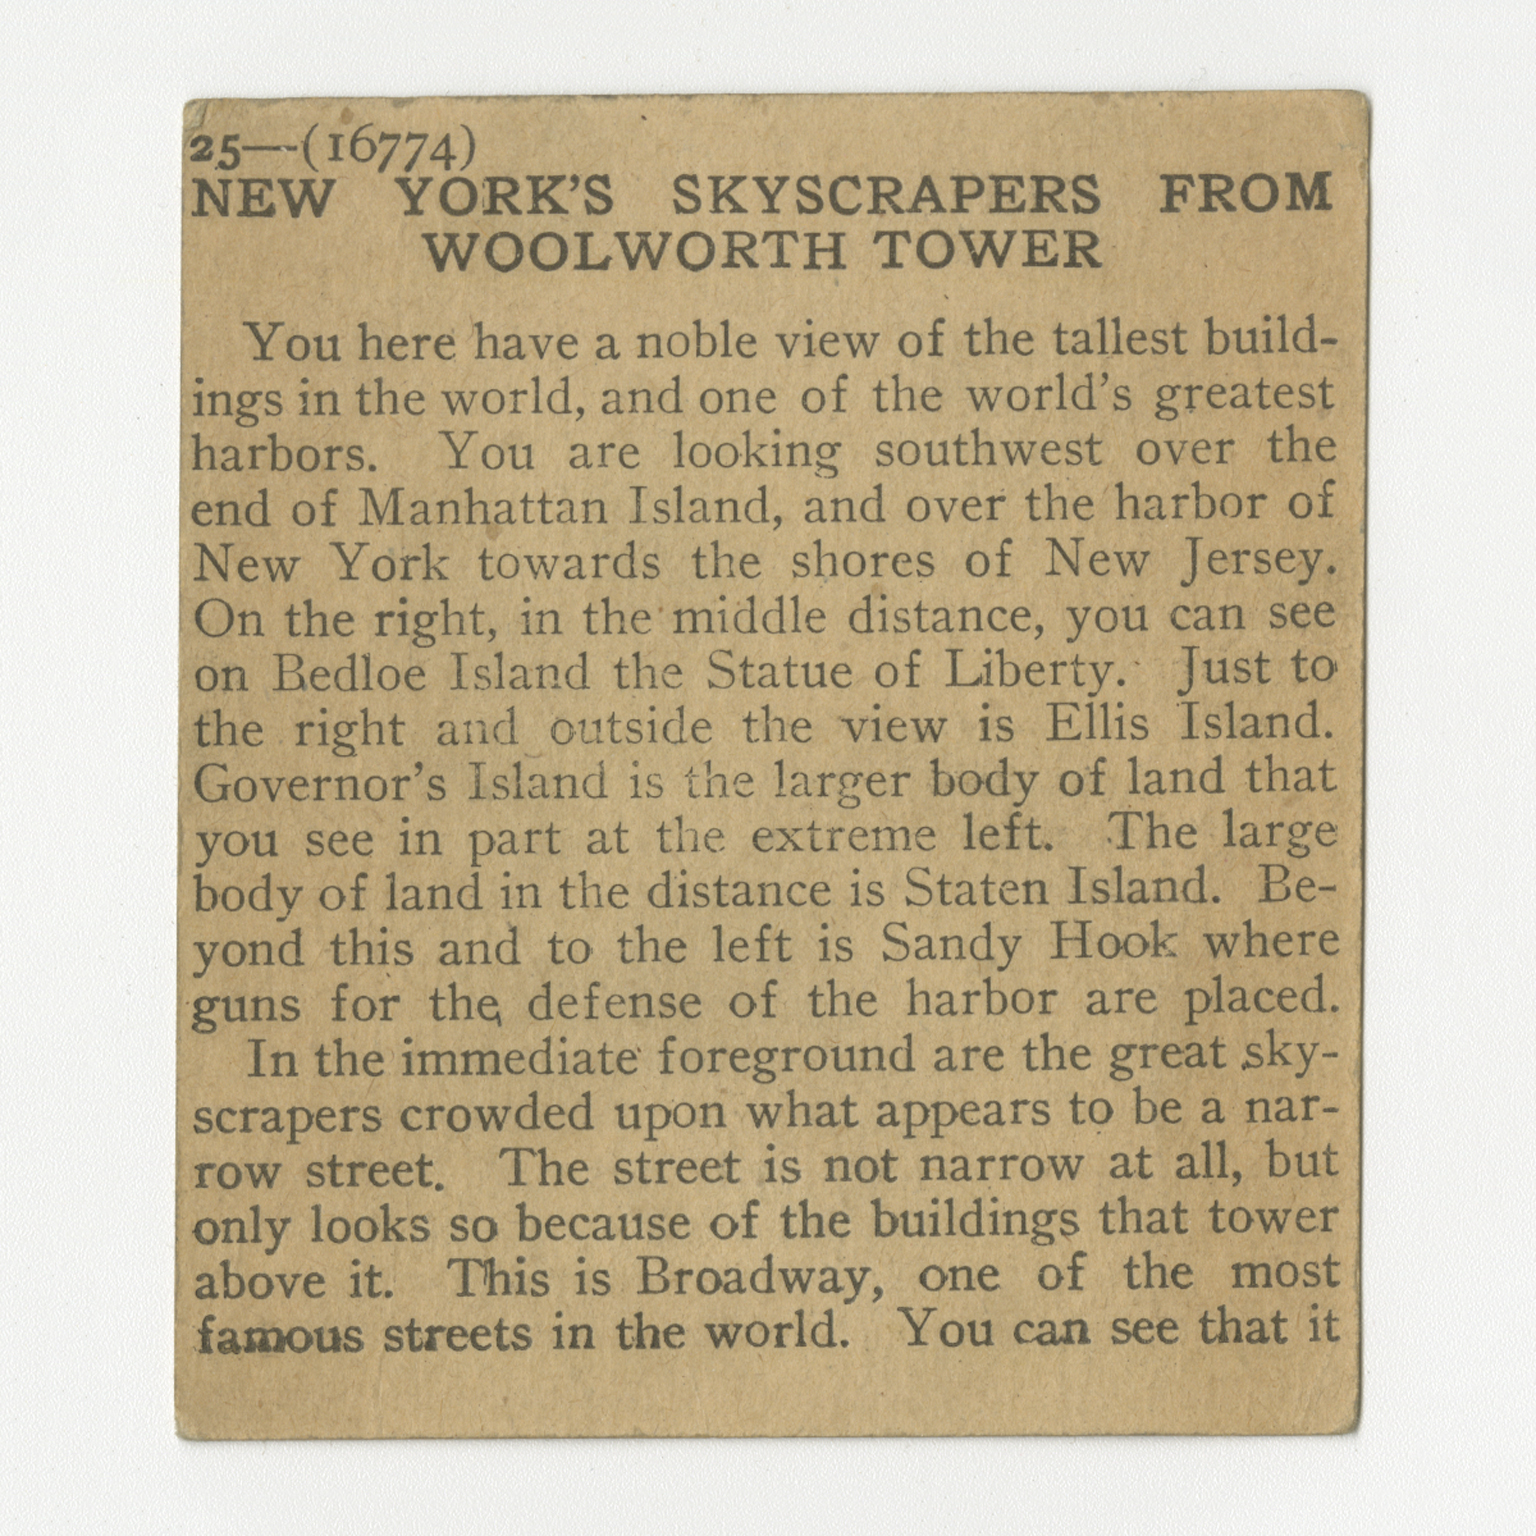 25—(16774)
NEW YORK'S SKYSCRAPERS FROM
WOOLWORTH TOWER
You here have a noble view of the tallest build-
ings in the world, and one of the world's greatest
harbors. You are looking southwest over the
end of Manhattan Island, and over the harbor of
New York towards the shores of New Jersey.
On the right, in the middle distance, you can see
on Bedloe Island the Statue of Liberty. Just to
the right and outside the view is Ellis Island.
Governor's Island is the larger body of land that
you see in part at the extreme left. The large
body of land in the distance is Staten Island. Be-
yond this and to the left is Sandy Hook where
guns for the defense of the harbor are placed.
In the immediate foreground are the great sky-
scrapers crowded upon what appears to be a nar-
row street. The street is not narrow at all, but
only looks so because of the buildings that tower
above it. This is Broadway, one of the most
famous streets in the world. You can see that it